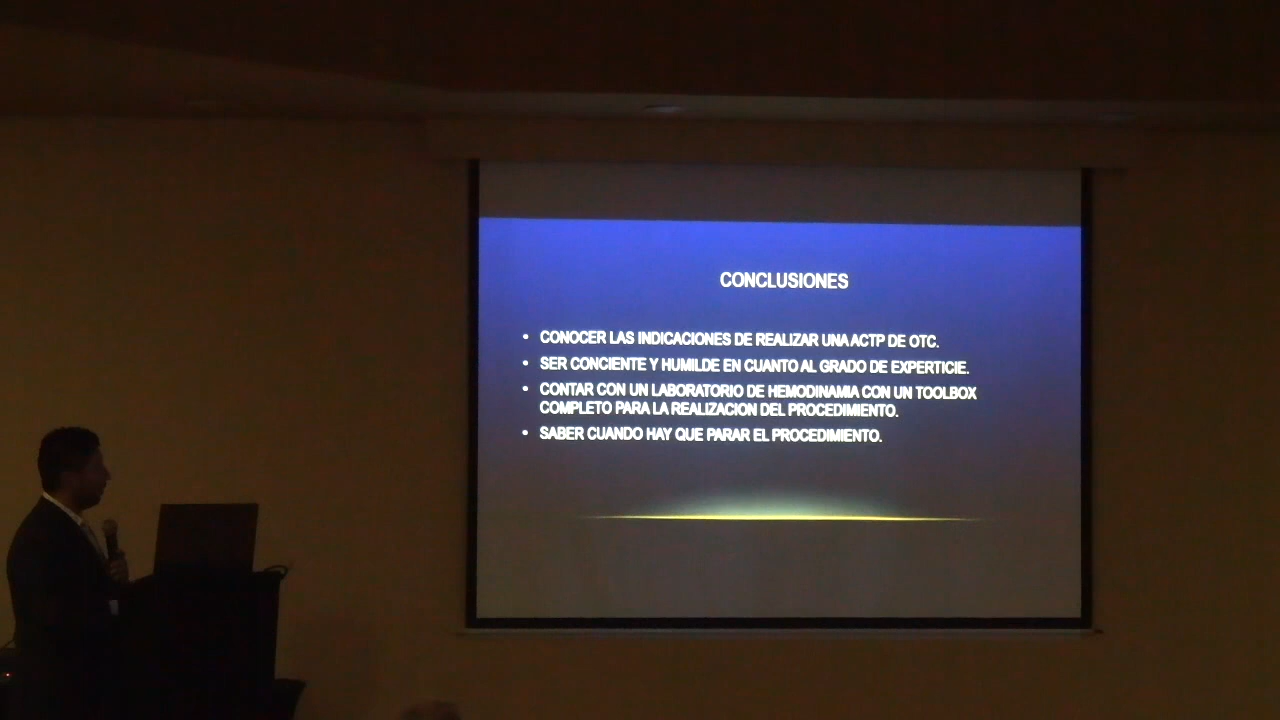 CONCLUSIONES
• CONOCER LAS INDICACIONES DE REALIZAR UNA ACTP DE OTC.
• SER CONCIENTE Y HUMILDE EN CUANTO AL GRADO DE EXPERTICIE.
• CONTAR CON UN LABORATORIO DE HEMODINAMIA CON UN TOOLBOX
COMPLETO PARA LA REALIZACION DEL PROCEDIMIENTO.
• SABER CUANDO HAY QUE PARAR EL PROCEDIMIENTO.